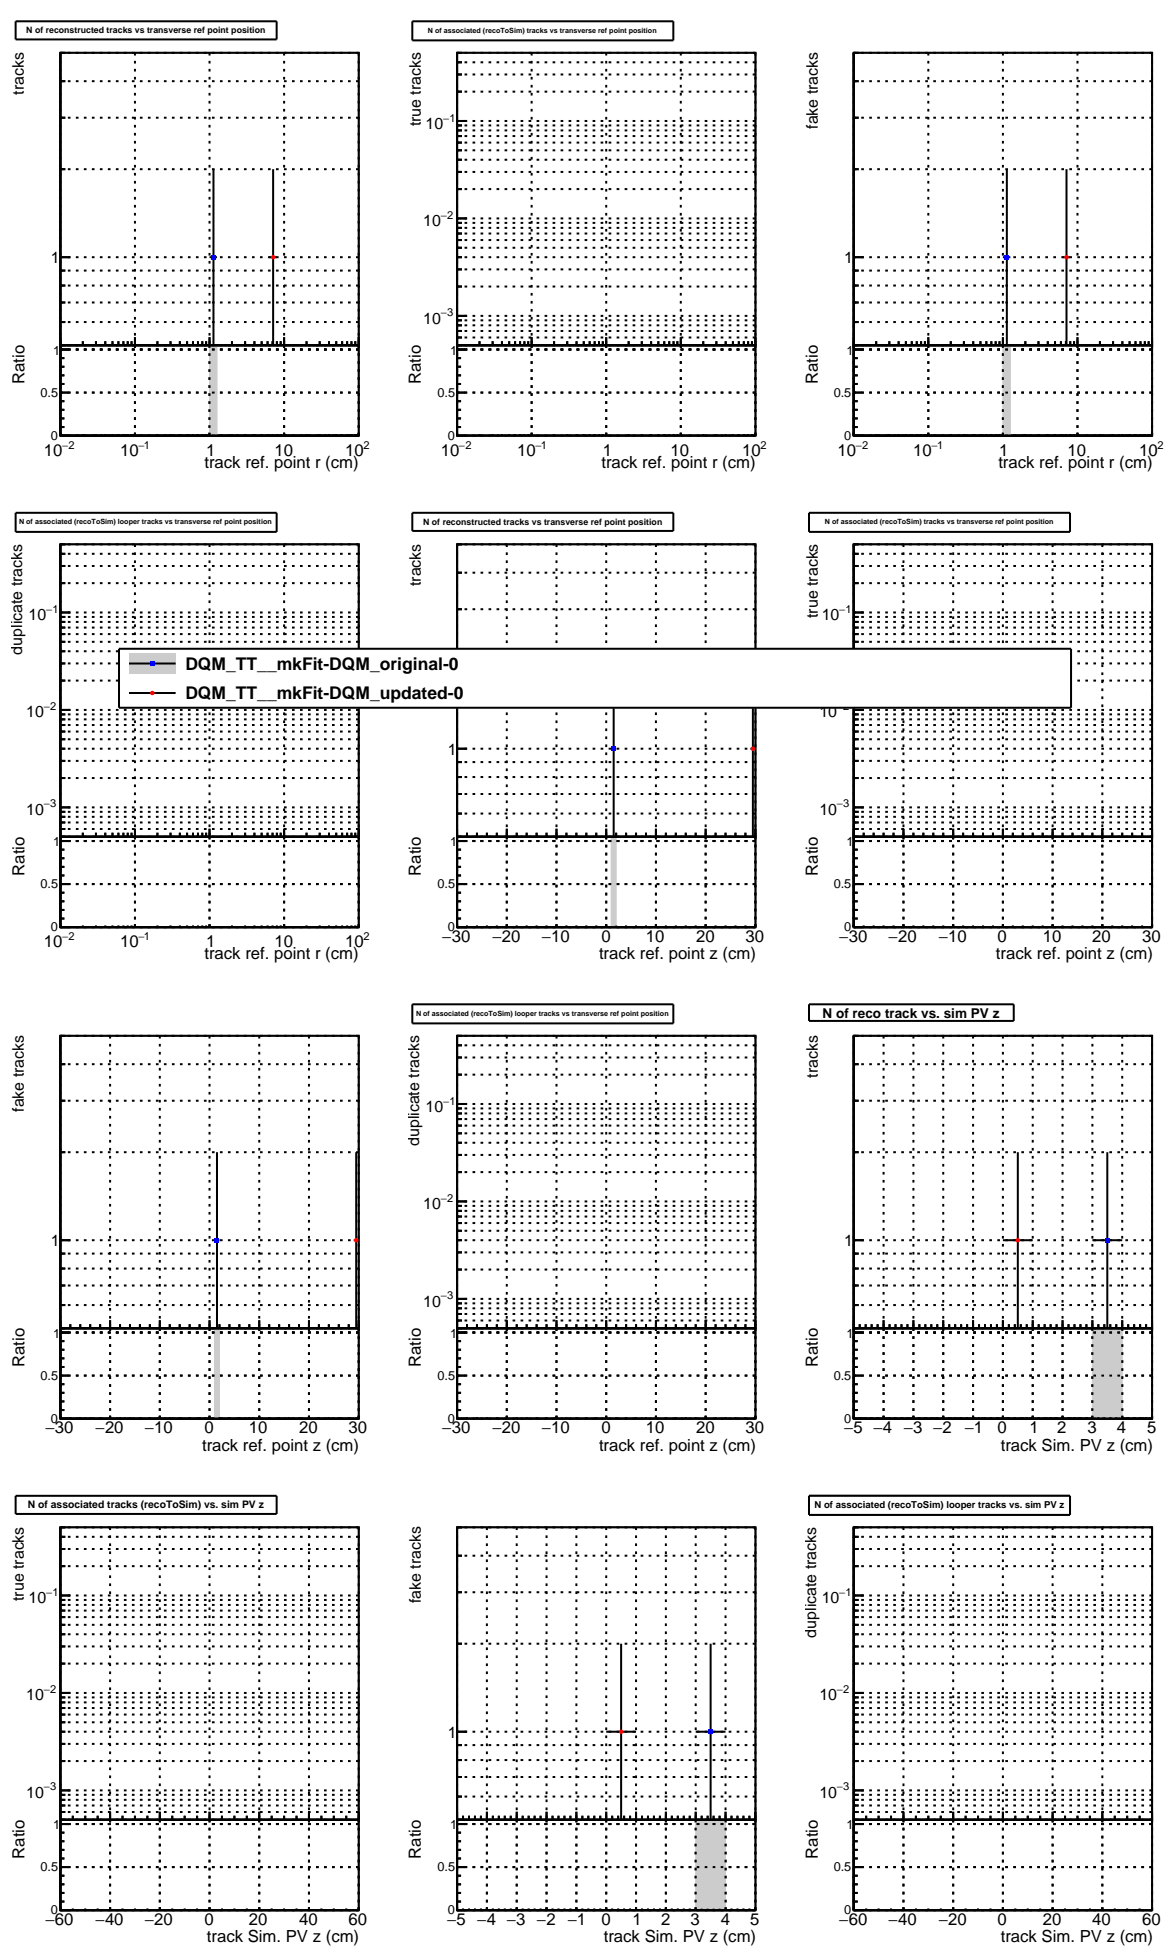 N of reconstructed tracks vs transverse ref point position
tracks
1
Ratio
1
0.5
0
10−2 10−1 1 10 102
track ref. point r (cm)
N of associated (recoToSim) tracks vs transverse ref point position
true tracks
10−1
10−2
10−3
Ratio
1
0.5
0
10−2 10−1 1 10 102
track ref. point r (cm)
fake tracks
1
Ratio
1
0.5
0
10−2 10−1 1 10 102
track ref. point r (cm)
N of associated (recoToSim) looper tracks vs transverse ref point position
duplicate tracks
10−1
10−2
10−3
Ratio
1
0.5
0
10−2 10−1 1 10 102
track ref. point r (cm)
N of reconstructed tracks vs transverse ref point position
tracks
1
Ratio
1
0.5
0
−30 −20 −10 0 10 20 30
track ref. point z (cm)
N of associated (recoToSim) tracks vs transverse ref point position
true tracks
10−1
10−2
10−3
Ratio
1
0.5
0
−30 −20 −10 0 10 20 30
track ref. point z (cm)
DQM_TT__mkFit-DQM_original-0
DQM_TT__mkFit-DQM_updated-0
fake tracks
1
Ratio
1
0.5
0
−30 −20 −10 0 10 20 30
track ref. point z (cm)
N of associated (recoToSim) looper tracks vs transverse ref point position
duplicate tracks
10−1
10−2
10−3
Ratio
1
0.5
0
−30 −20 −10 0 10 20 30
track ref. point z (cm)
N of reco track vs. sim PV z
tracks
1
Ratio
1
0.5
0
−5 −4 −3 −2 −1 0 1 2 3 4 5
track Sim. PV z (cm)
N of associated tracks (recoToSim) vs. sim PV z
true tracks
10−1
10−2
10−3
Ratio
1
0.5
0
−60 −40 −20 0 20 40 60
track Sim. PV z (cm)
fake tracks
1
Ratio
1
0.5
0
−5 −4 −3 −2 −1 0 1 2 3 4 5
track Sim. PV z (cm)
N of associated (recoToSim) looper tracks vs. sim PV z
duplicate tracks
10−1
10−2
10−3
Ratio
1
0.5
0
−60 −40 −20 0 20 40 60
track Sim. PV z (cm)